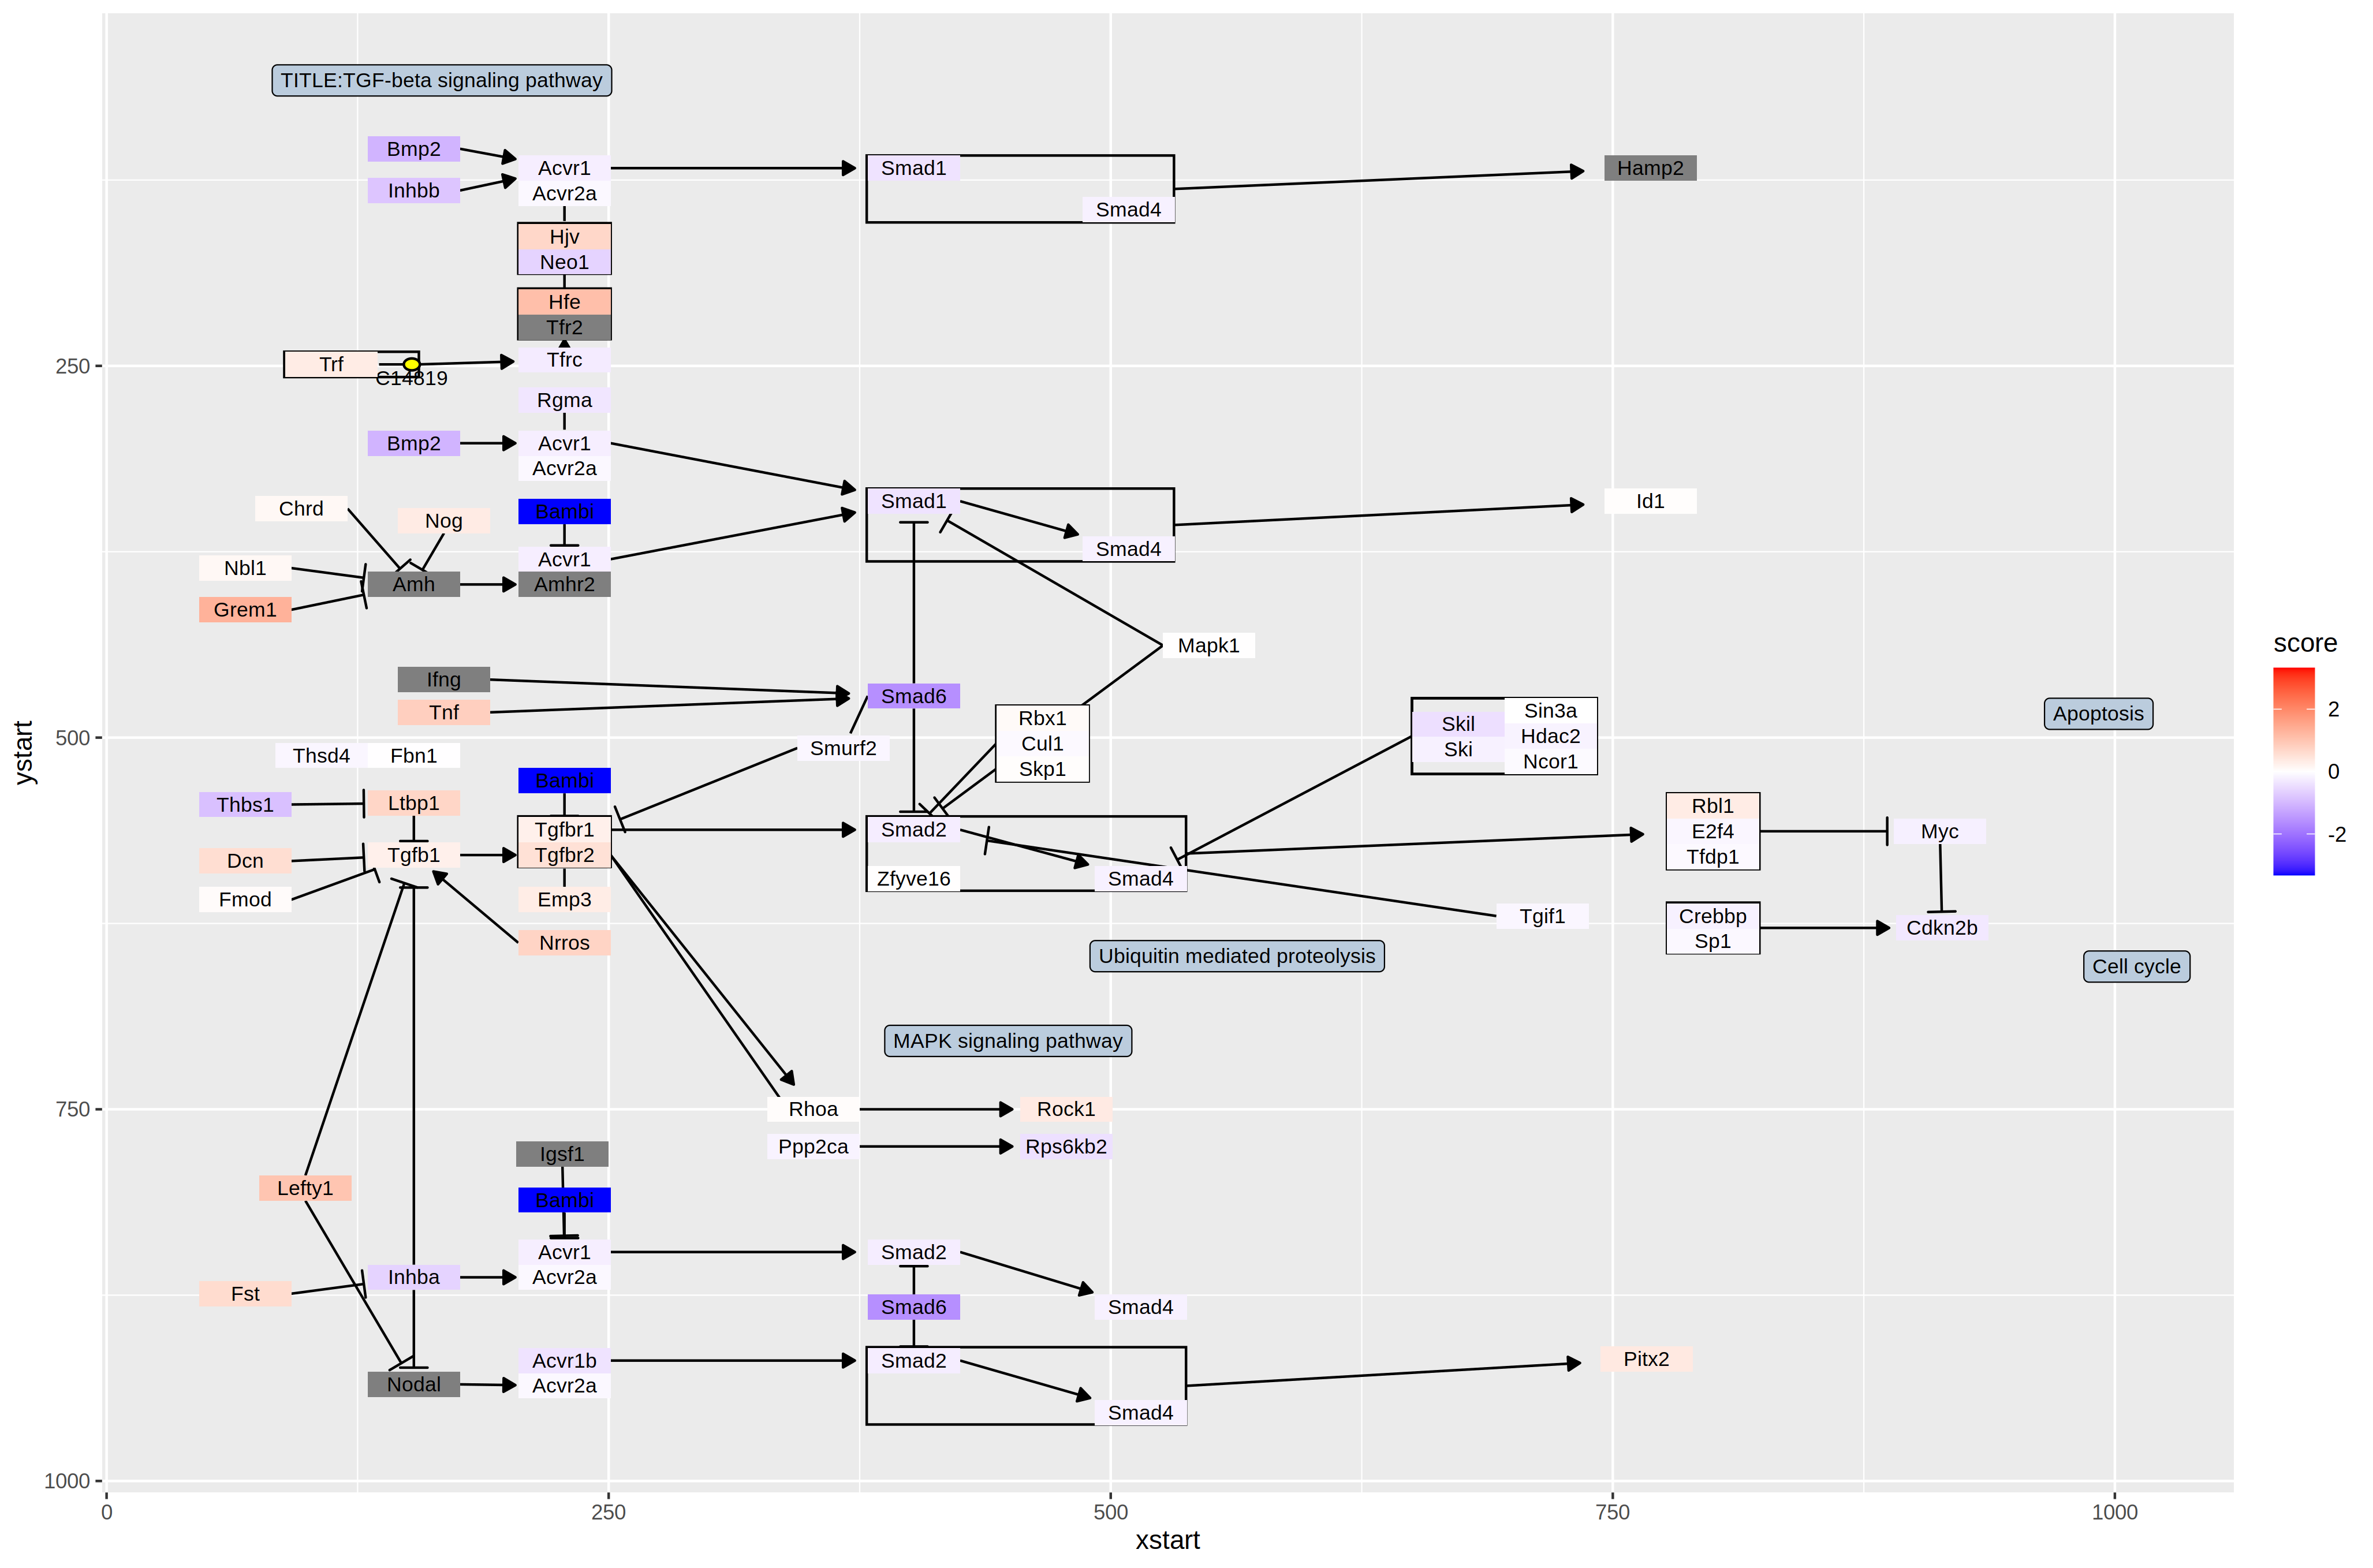 TITLE:TGF-beta signaling pathway
Bmp2
Acvr1
Smad1
Hamp2
Inhbb
Acvr2a
Smad4
Hjv
Neo1
Hfe
Tfr2
Trf
Tfrc
C14819
250
Rgma
Bmp2
Acvr1
Acvr2a
Chrd
Nog
Bambi
Smad1
Id1
Acvr1
Smad4
Nbl1
Amh
Amhr2
Grem1
Mapk1
score
2
0
-2
Ifng
Tnf
Smad6
Smurf2
Rbx1
Cul1
Skp1
Skil
Ski
Sin3a
Hdac2
Ncor1
Apoptosis
500
ystart
Thsd4
Fbn1
Bambi
Thbs1
Ltbp1
Tgfbr1
Tgfbr2
Smad2
Zfyve16
Smad4
Rbl1
E2f4
Tfdp1
Myc
Dcn
Tgfb1
Fmod
Emp3
Nrros
Tgif1
Crebbp
Sp1
Cdkn2b
Ubiquitin mediated proteolysis
Cell cycle
MAPK signaling pathway
750
Rhoa
Rock1
Ppp2ca
Rps6kb2
Igsf1
Lefty1
Bambi
Acvr1
Acvr2a
Smad2
Inhba
Fst
Smad6
Smad4
Acvr1b
Acvr2a
Smad2
Pitx2
Nodal
Smad4
1000
0
250
500
750
1000
xstart